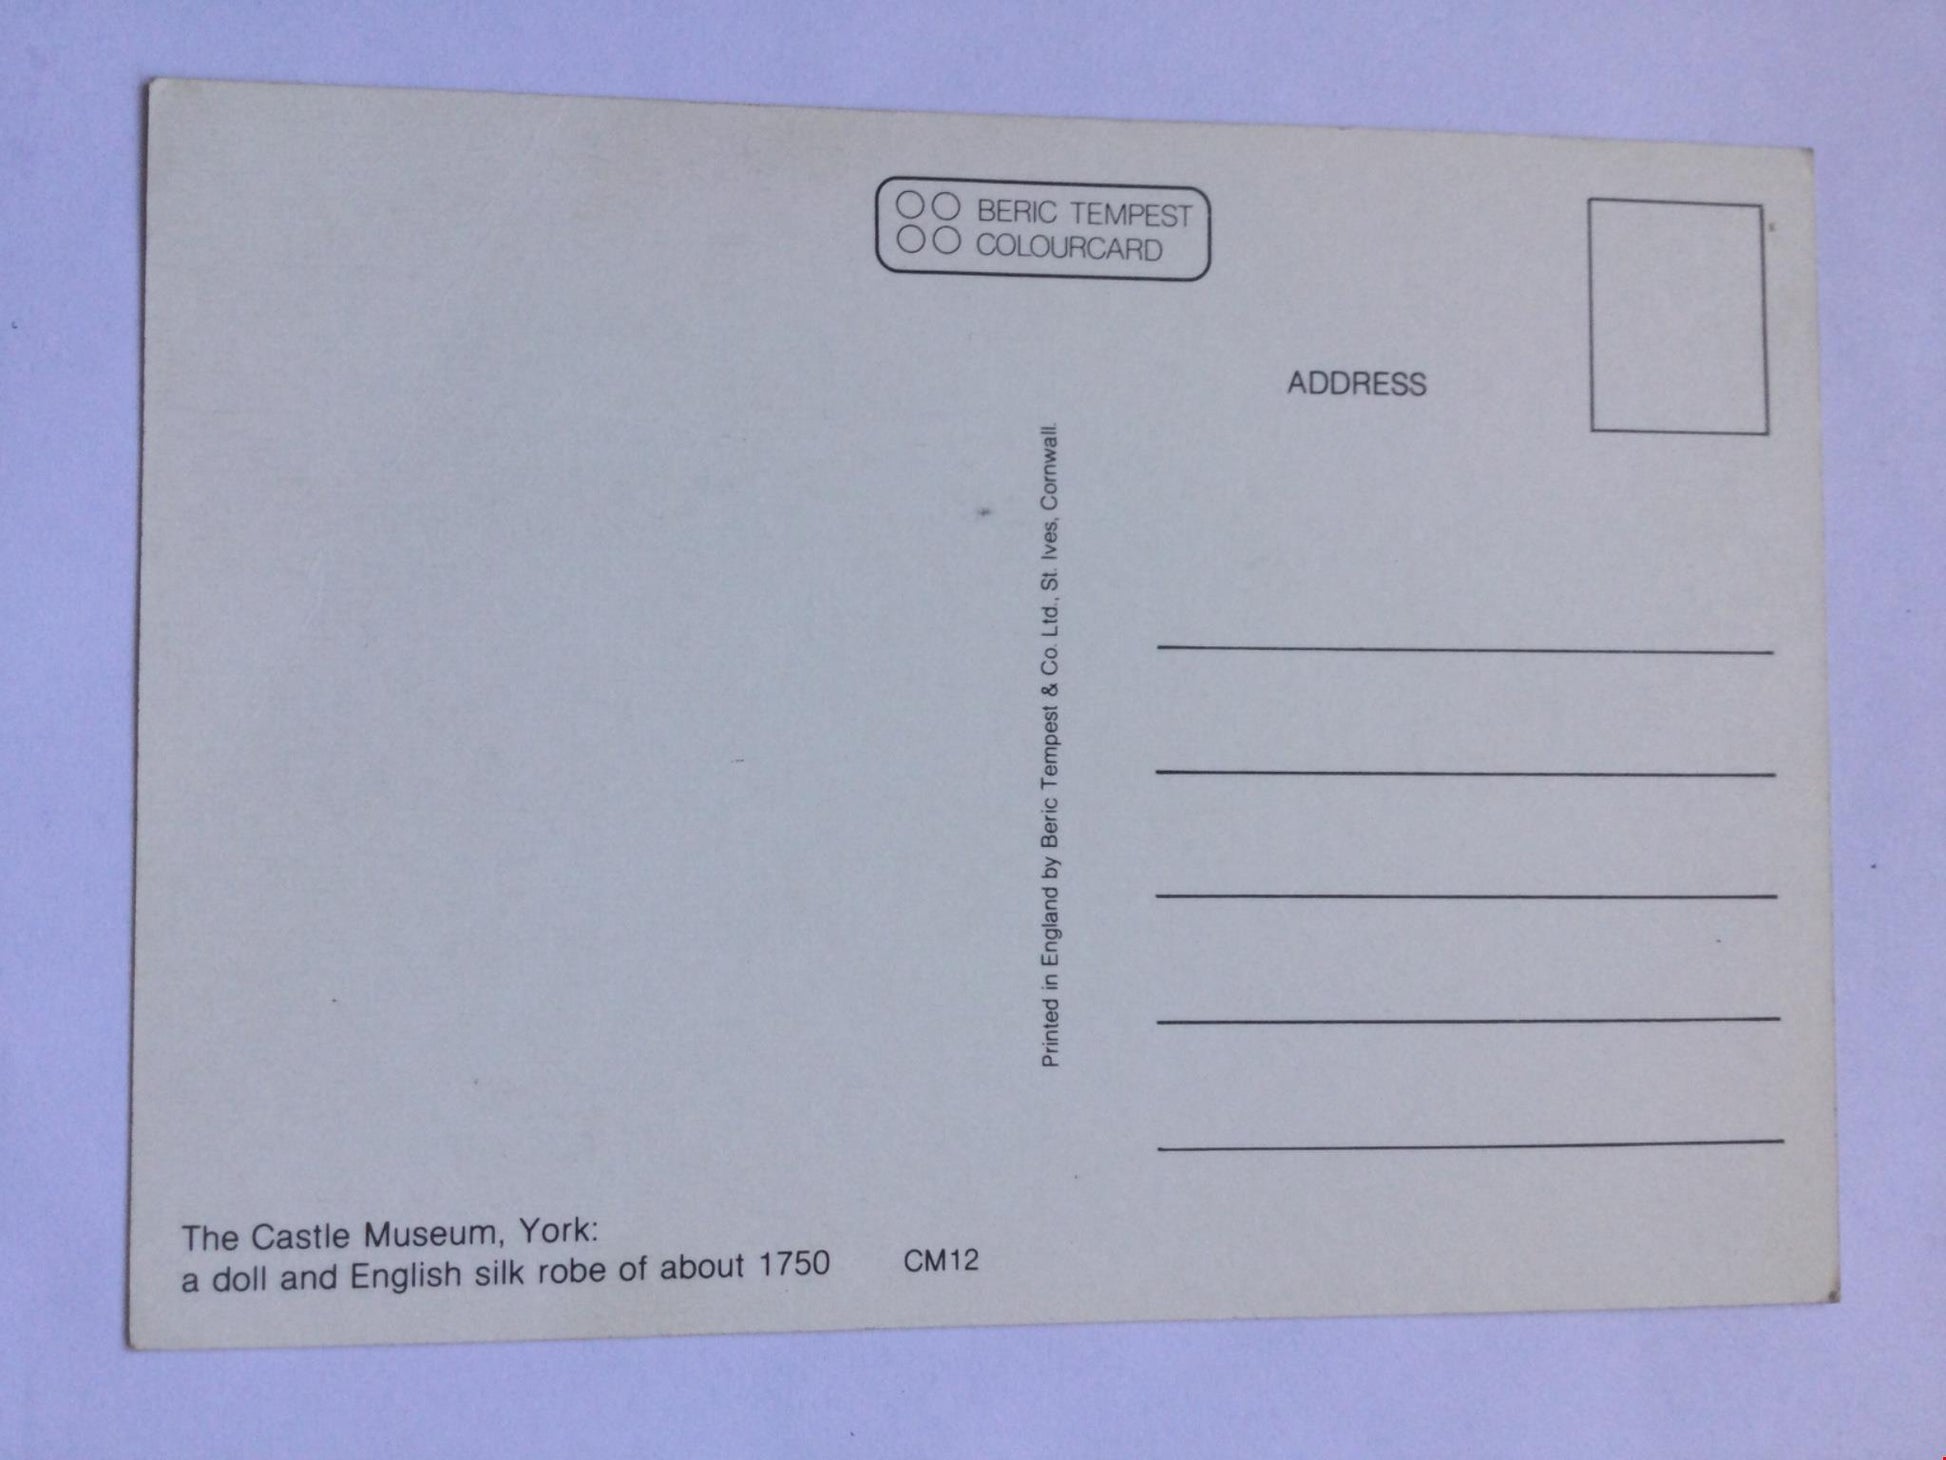 BERIC TEMPEST
COLOURCARD
ADDRESS
Printed in England by Beric Tempest & Co. Ltd., St. Ives, Cornwall.
The Castle Museum, York:
a doll and English silk robe of about 1750 CM12